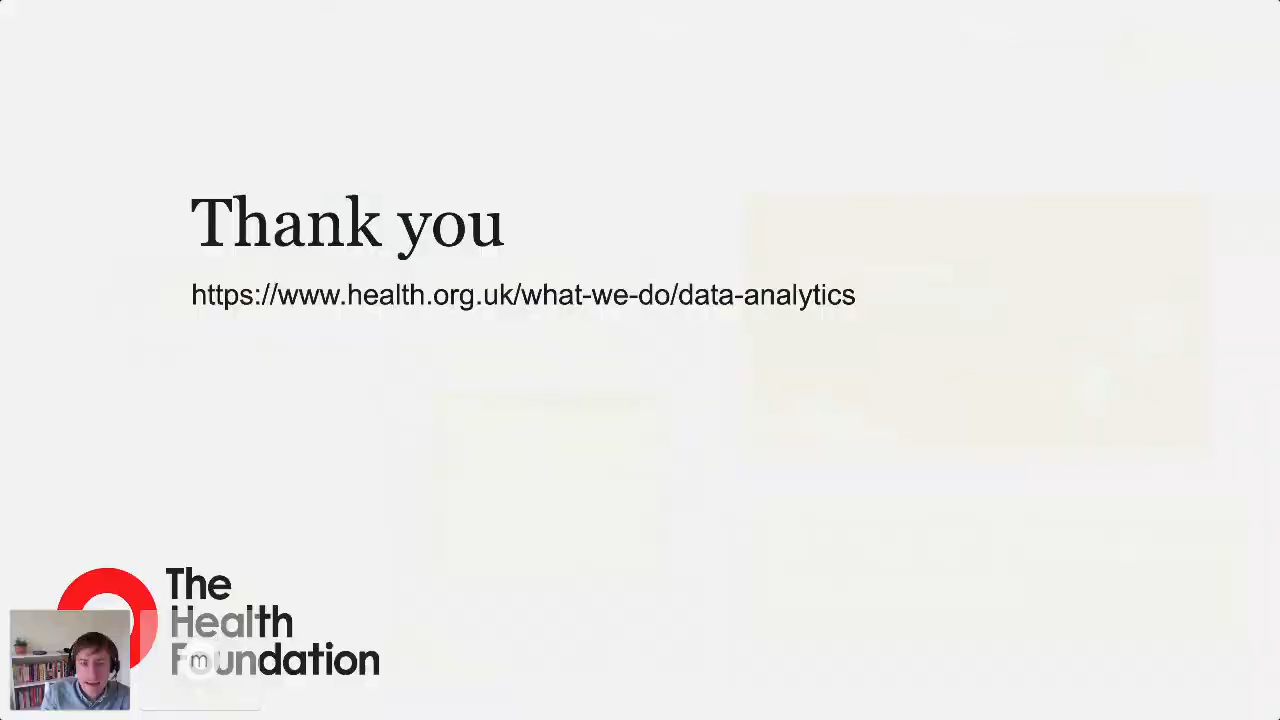 Thank you
https://www.health.org.uk/what-we-do/data-analytics
The
Health
Foundation
m